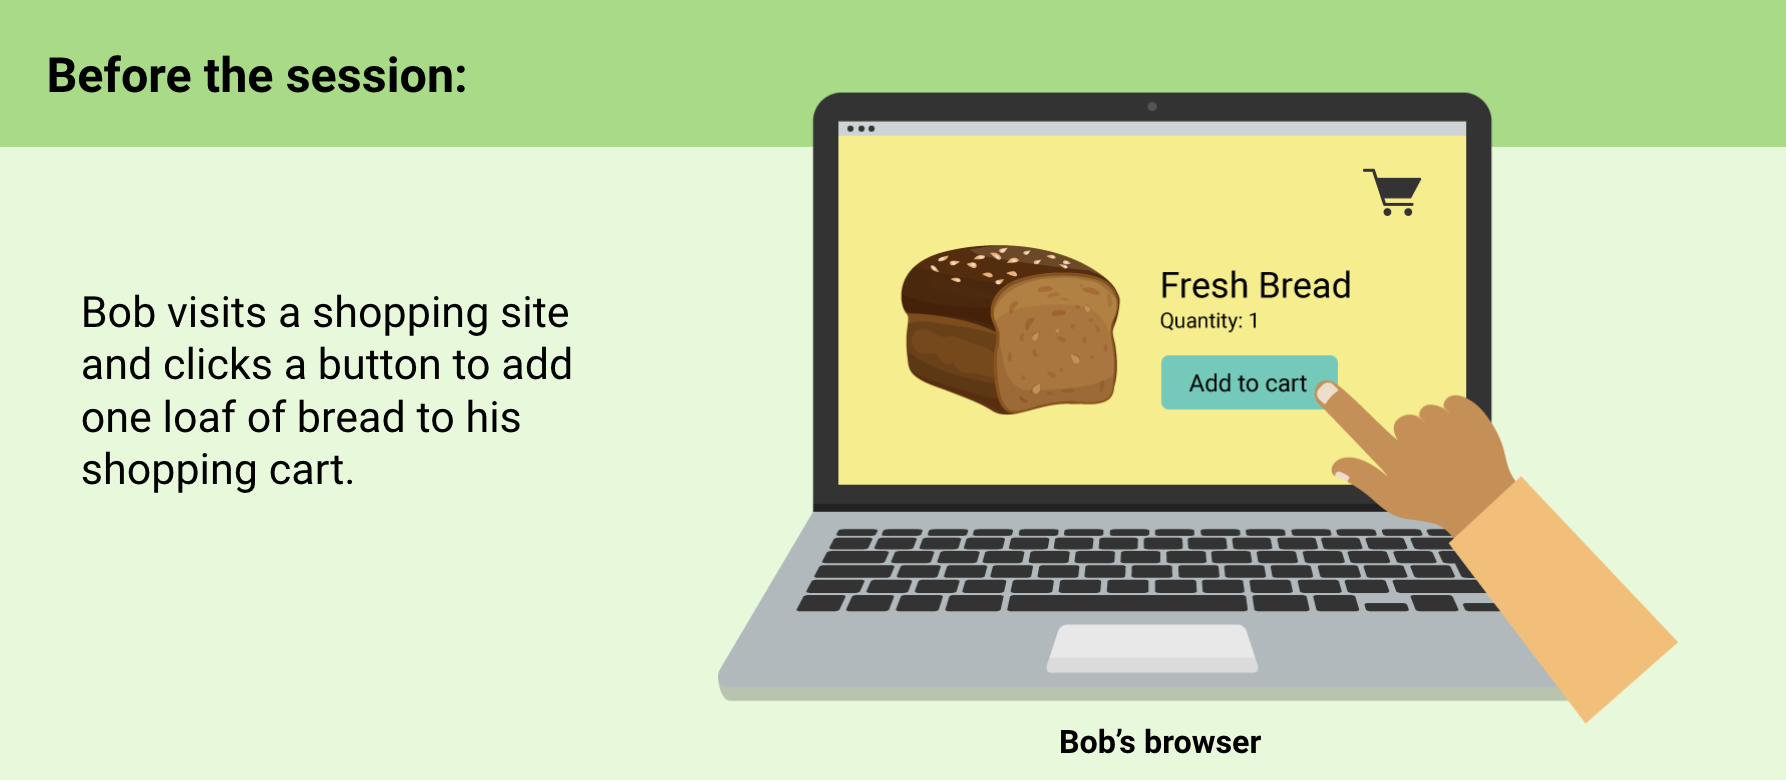 Before the session:
Bob visits a shopping site
and clicks a button to add
one loaf of bread to his
shopping cart.
Fresh Bread
Quantity: 1
Add to cart
Bob’s browser